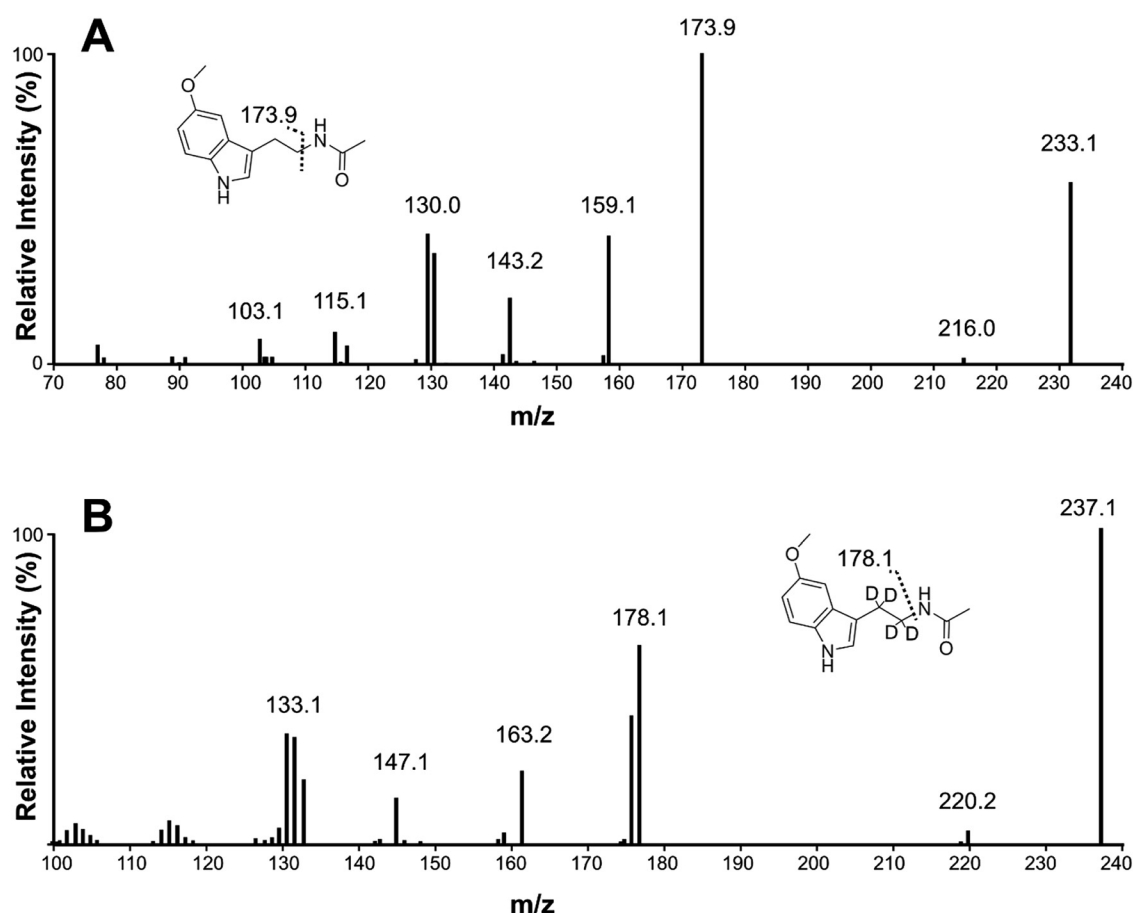 A
173.9
100
233.1
O
173.9
H
N
O
N
H
130.0
159.1
143.2
103.1
115.1
216.0
0
Relative Intensity (%)
70 80 90 100 110 120 130 140 150 160 170 180 190 200 210 220 230 240
m/z
B
237.1
100
O
178.1
D D
H
N
D D
O
N
H
178.1
133.1
163.2
147.1
220.2
Relative Intensity (%)
100 110 120 130 140 150 160 170 180 190 200 210 220 230 240
m/z